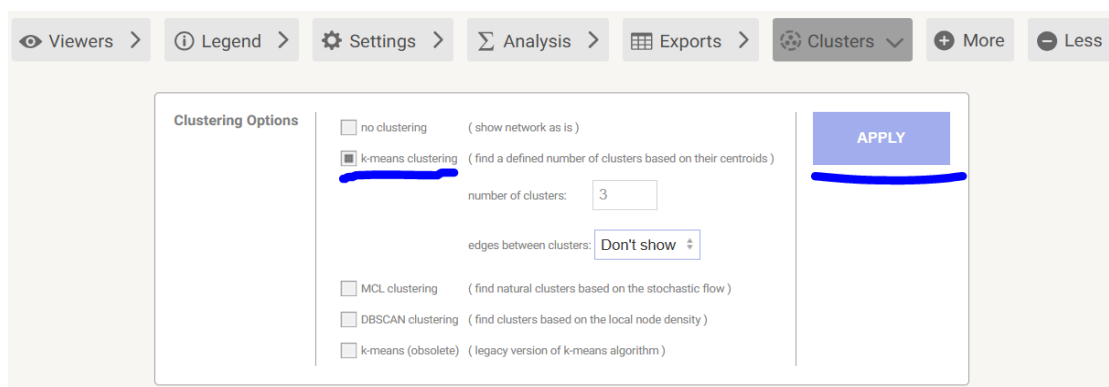 Viewers Legend Settings Analysis Exports Clusters More Less
Clustering Options
no clustering ( show network as is )
APPLY
k-means clustering ( find a defined number of clusters based on their centroids )
number of clusters: 3
edges between clusters: Don't show
MCL clustering ( find natural clusters based on the stochastic flow )
DBSCAN clustering ( find clusters based on the local node density )
k-means (obsolete) ( legacy version of k-means algorithm )